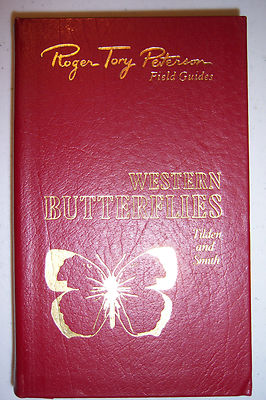 Roger Tory Peterson
Field Guides
WESTERN
BUTTERFLIES
Tilden
and
Smith